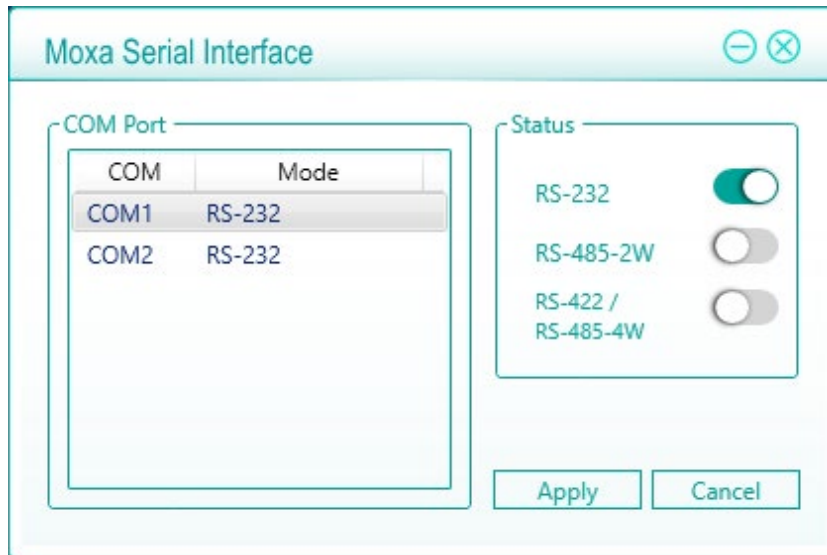 Moxa Serial Interface
COM Port
COM Mode
COM1 RS-232
COM2 RS-232
Status
RS-232
RS-485-2W
RS-422 /
RS-485-4W
Apply Cancel